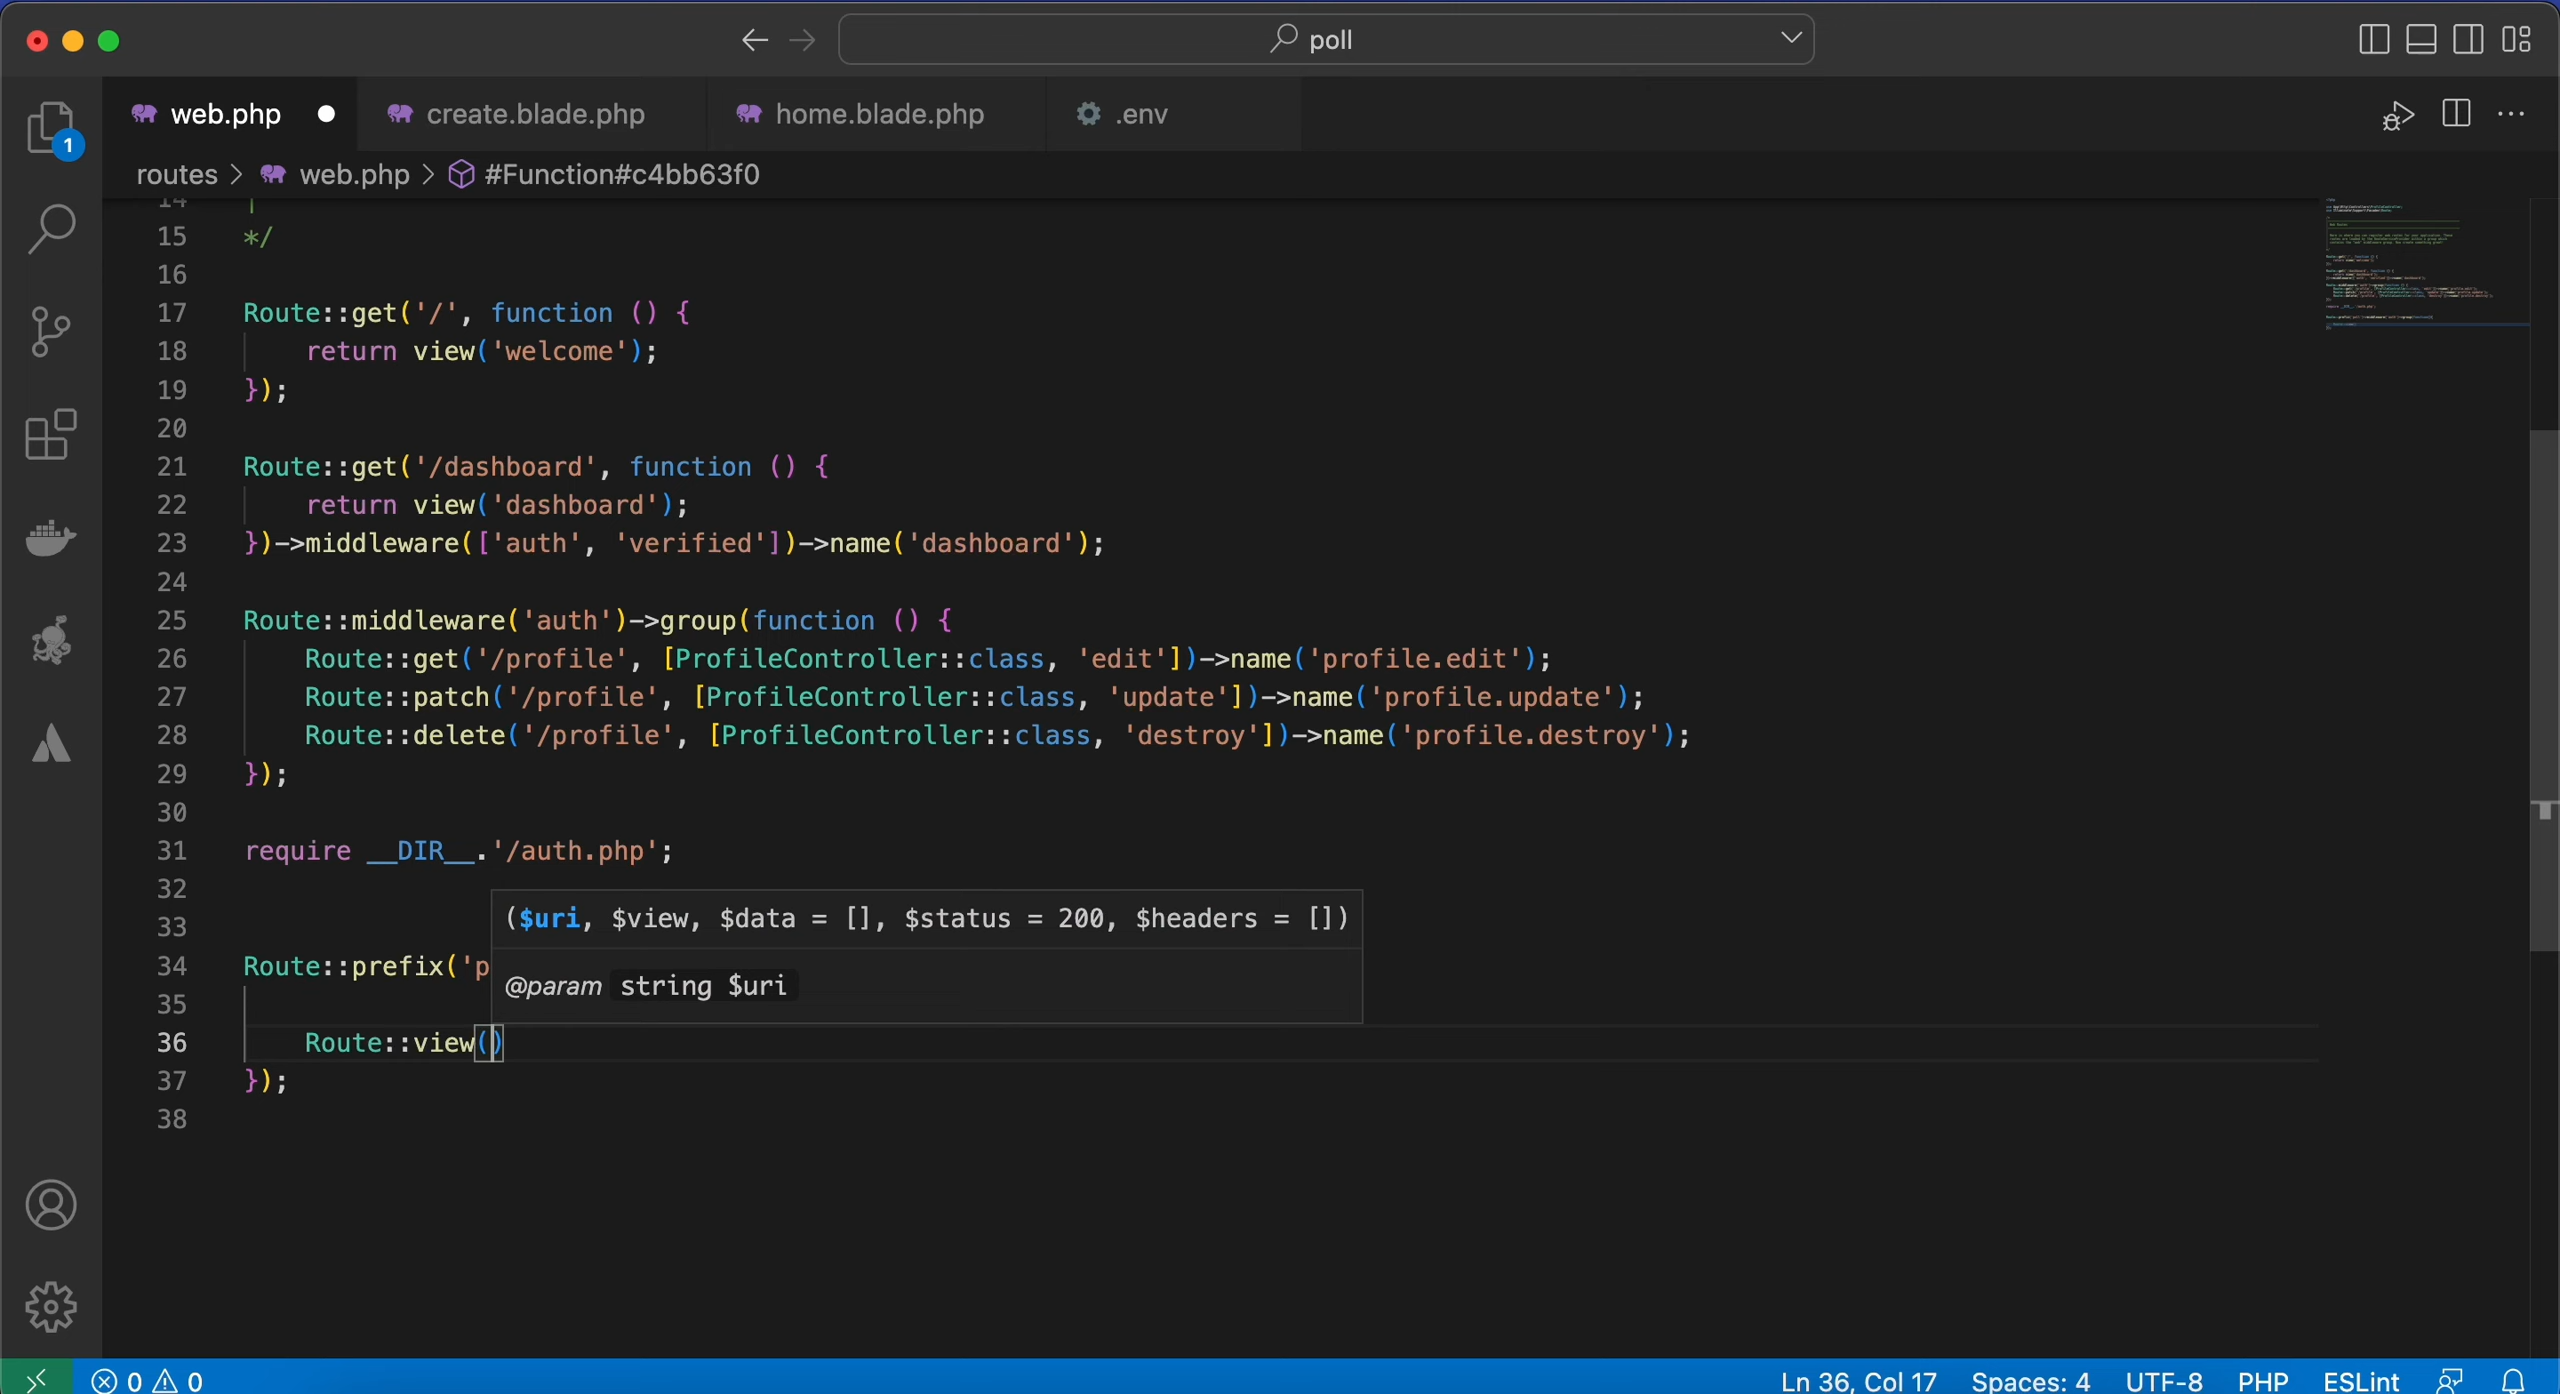 poll
web.php
create.blade.php
home.blade.php
.env
1
routes > web.php > #Function#c4bb63f0
14 |
15 */
16
17 Route::get('/', function () {
18     return view('welcome');
19 });
20
21 Route::get('/dashboard', function () {
22     return view('dashboard');
23 })->middleware(['auth', 'verified'])->name('dashboard');
24
25 Route::middleware('auth')->group(function () {
26     Route::get('/profile', [ProfileController::class, 'edit'])->name('profile.edit');
27     Route::patch('/profile', [ProfileController::class, 'update'])->name('profile.update');
28     Route::delete('/profile', [ProfileController::class, 'destroy'])->name('profile.destroy');
29 });
30
31 require __DIR__.'/auth.php';
32
($uri, $view, $data = [], $status = 200, $headers = [])
33
34 Route::prefix('p
@param string $uri
35
36     Route::view()
37 });
38
0 0
Ln 36, Col 17
Spaces: 4
UTF-8
PHP
ESLint